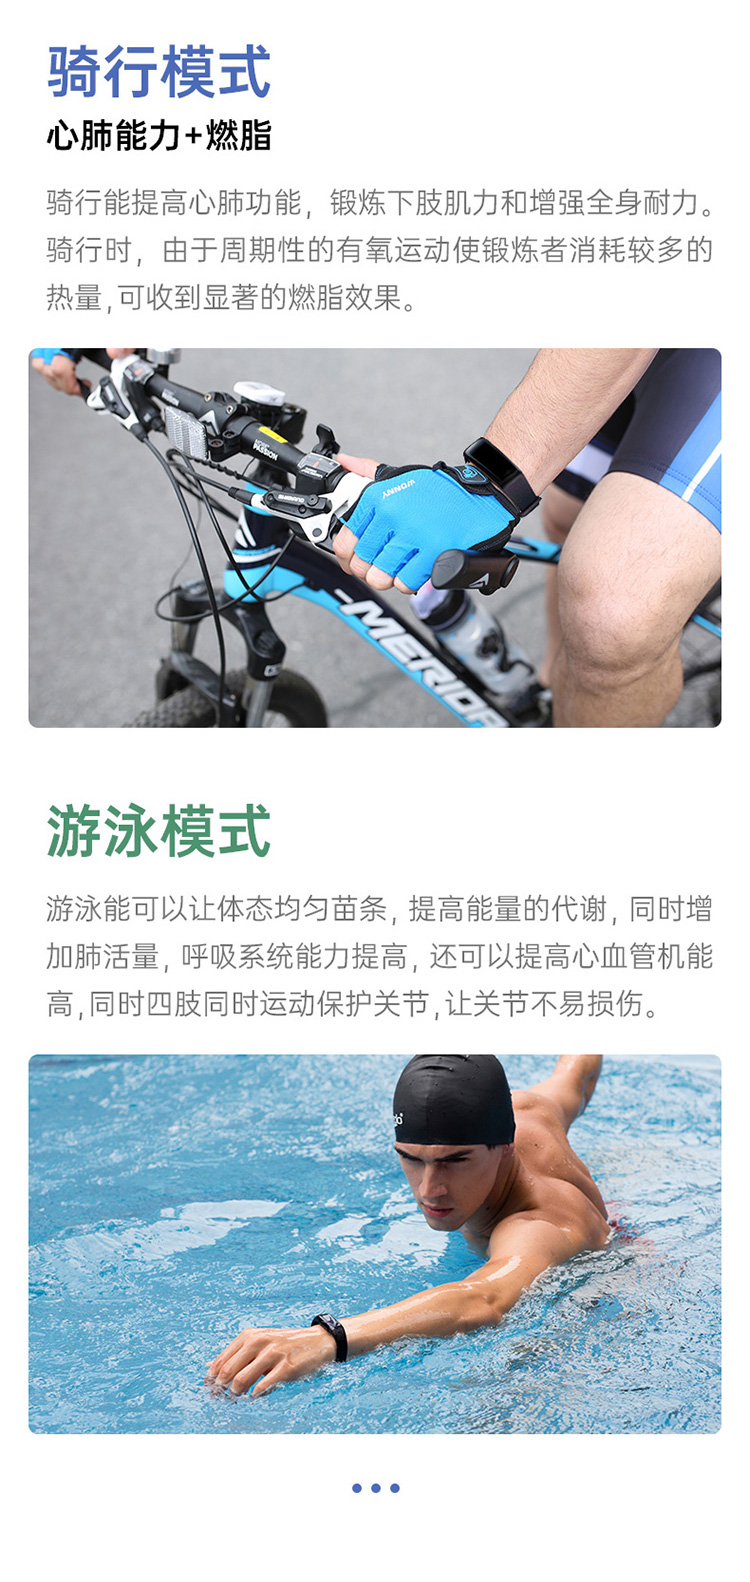 骑行模式
心肺能力+燃脂
骑行能提高心肺功能，锻炼下肢肌力和增强全身耐力。
骑行时，由于周期性的有氧运动使锻炼者消耗较多的
热量,可收到显著的燃脂效果。
PASSION
WONNY
MERIDA
游泳模式
游泳能可以让体态均匀苗条，提高能量的代谢，同时增
加肺活量，呼吸系统能力提高，还可以提高心血管机能
高,同时四肢同时运动保护关节,让关节不易损伤。